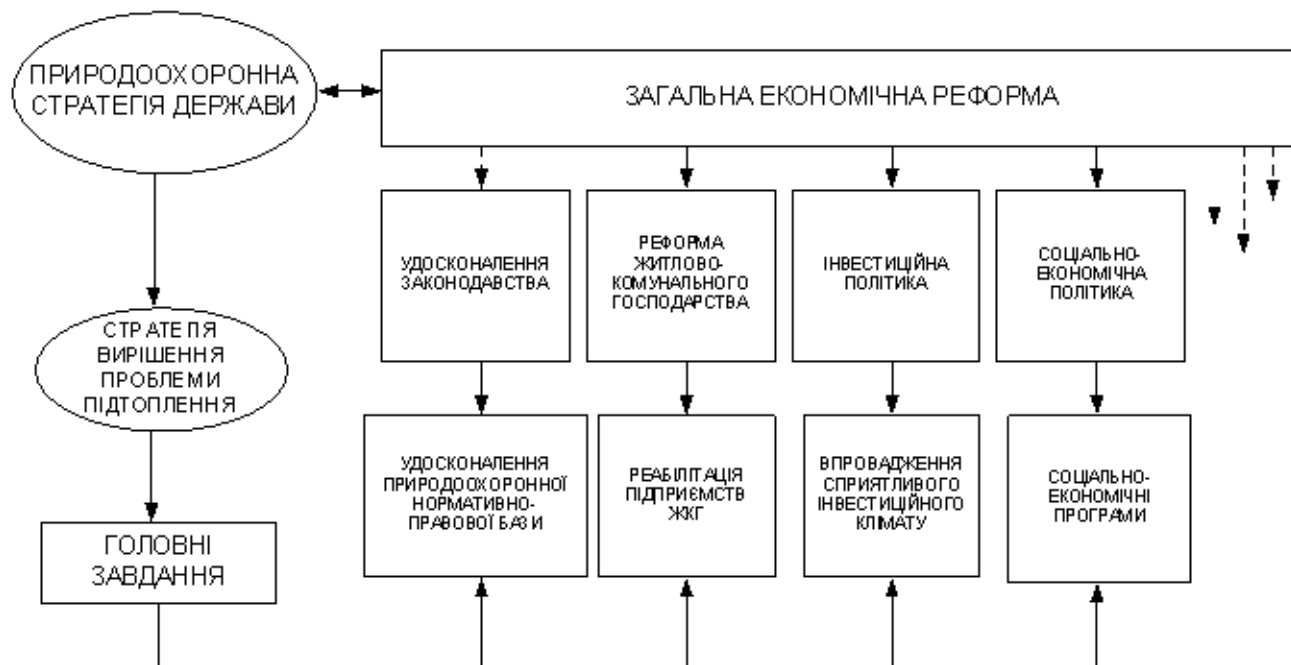 ПРИРОДООХОРОННА
СТРАТЕГІЯ ДЕРЖАВИ
ЗАГАЛЬНА ЕКОНОМІЧНА РЕФОРМА
УДОСКОНАЛЕННЯ
ЗАКОНОДАВСТВА
РЕФОРМА
ЖИТЛОВО-
КОМУНАЛЬНОГО
ГОСПОДАРСТВА
ІНВЕСТИЦІЙНА
ПОЛІТИКА
СОЦІАЛЬНО-
ЕКОНОМІЧНА
ПОЛІТИКА
СТРАТЕГІЯ
ВИРІШЕННЯ
ПРОБЛЕМИ
ПІДТОПЛЕННЯ
УДОСКОНАЛЕННЯ
ПРИРОДООХОРОННОЇ
НОРМАТИВНО-
ПРАВОВОЇ БАЗИ
РЕАБІЛІТАЦІЯ
ПІДПРИЄМСТВ
ЖКГ
ВПРОВАДЖЕННЯ
СПРИЯТЛИВОГО
ІНВЕСТИЦІЙНОГО
КЛІМАТУ
СОЦІАЛЬНО-
ЕКОНОМІЧНІ
ПРОГРАМИ
ГОЛОВНІ
ЗАВДАННЯ